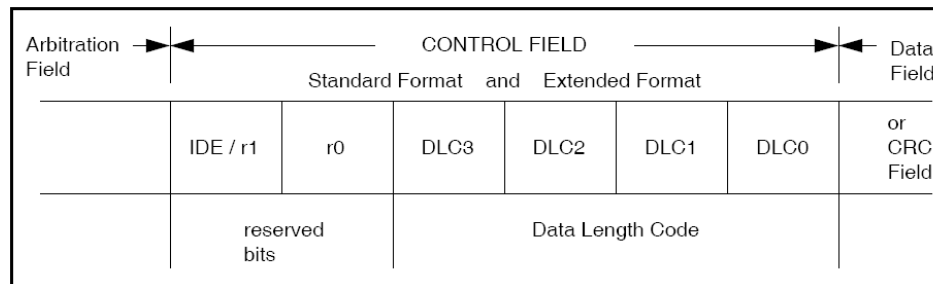 Arbitration Field
CONTROL FIELD
Data Field
Standard Format and Extended Format
IDE / r1
r0
DLC3
DLC2
DLC1
DLC0
or
CRC
Field
reserved
bits
Data Length Code